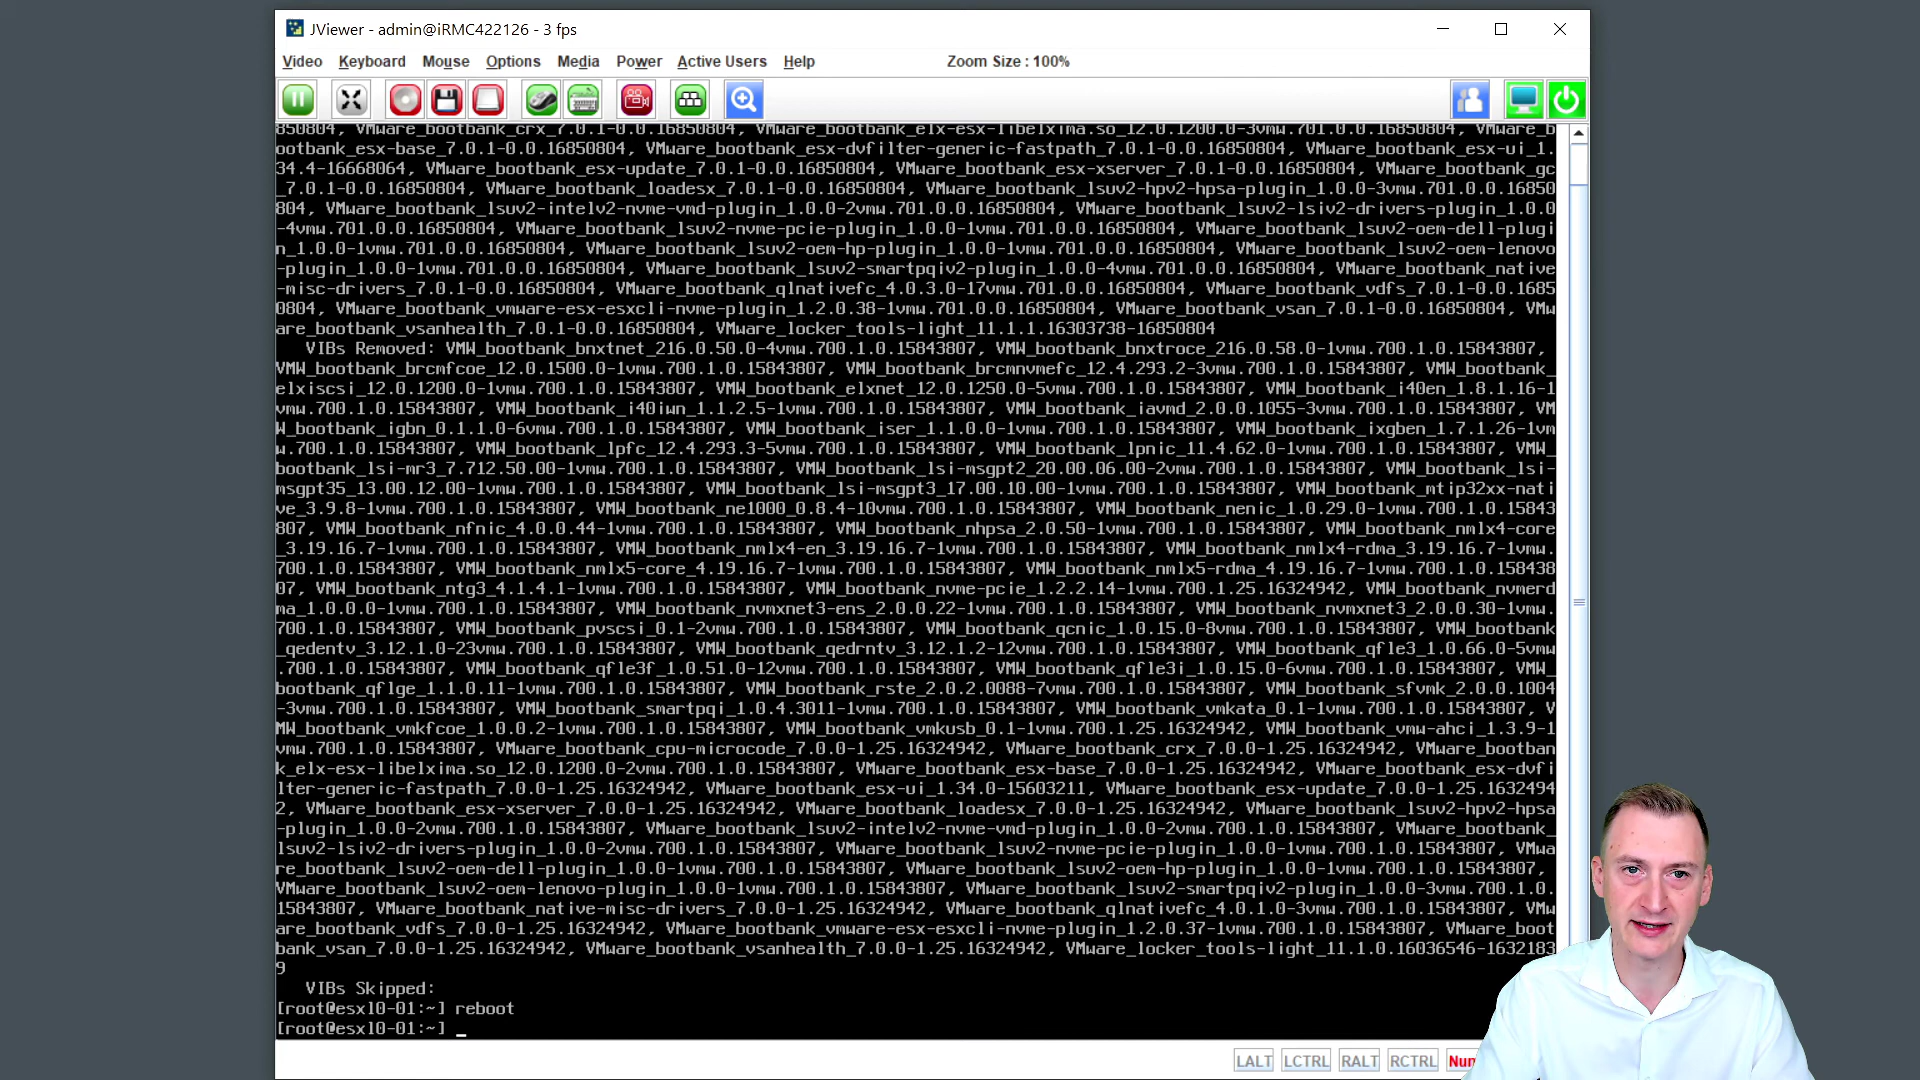 JViewer - admin@iRMC422126 - 3 fps
Video Keyboard Mouse Options Media Power Active Users Help Zoom Size : 100%
850804, VMware_bootbank_crx_7.0.1-0.0.16850804, VMware_bootbank_elx-esx-libelxima.so_12.0.1200.0-3vmw.701.0.0.16850804, VMware_b
ootbank_esx-base_7.0.1-0.0.16850804, VMware_bootbank_esx-dvfilter-generic-fastpath_7.0.1-0.0.16850804, VMware_bootbank_esx-ui_1.
34.4-16668064, VMware_bootbank_esx-update_7.0.1-0.0.16850804, VMware_bootbank_esx-xserver_7.0.1-0.0.16850804, VMware_bootbank_gc
_7.0.1-0.0.16850804, VMware_bootbank_loadesx_7.0.1-0.0.16850804, VMware_bootbank_lsuv2-hpv2-hpsa-plugin_1.0.0-3vmw.701.0.0.16850
804, VMware_bootbank_lsuv2-intelv2-nvme-vmd-plugin_1.0.0-2vmw.701.0.0.16850804, VMware_bootbank_lsuv2-lsiv2-drivers-plugin_1.0.0
-4vmw.701.0.0.16850804, VMware_bootbank_lsuv2-nvme-pcie-plugin_1.0.0-1vmw.701.0.0.16850804, VMware_bootbank_lsuv2-oem-dell-plugi
n_1.0.0-1vmw.701.0.0.16850804, VMware_bootbank_lsuv2-oem-hp-plugin_1.0.0-1vmw.701.0.0.16850804, VMware_bootbank_lsuv2-oem-lenovo
-plugin_1.0.0-1vmw.701.0.0.16850804, VMware_bootbank_lsuv2-smartpqiv2-plugin_1.0.0-4vmw.701.0.0.16850804, VMware_bootbank_native
-misc-drivers_7.0.1-0.0.16850804, VMware_bootbank_qlnativefc_4.0.3.0-17vmw.701.0.0.16850804, VMware_bootbank_vdfs_7.0.1-0.0.1685
0804, VMware_bootbank_vmware-esx-esxcli-nvme-plugin_1.2.0.38-1vmw.701.0.0.16850804, VMware_bootbank_vsan_7.0.1-0.0.16850804, VMw
are_bootbank_vsanhealth_7.0.1-0.0.16850804, VMware_locker_tools-light_11.1.1.16303738-16850804
VIBs Removed: VMW_bootbank_bnxtnet_216.0.50.0-4vmw.700.1.0.15843807, VMW_bootbank_bnxtroce_216.0.58.0-1vmw.700.1.0.15843807,
VMW_bootbank_brcmfcoe_12.0.1500.0-1vmw.700.1.0.15843807, VMW_bootbank_brcmnvmefc_12.4.293.2-3vmw.700.1.0.15843807, VMW_bootbank_
elxiscsi_12.0.1200.0-1vmw.700.1.0.15843807, VMW_bootbank_elxnet_12.0.1250.0-5vmw.700.1.0.15843807, VMW_bootbank_i40en_1.8.1.16-1
vmw.700.1.0.15843807, VMW_bootbank_i40iwn_1.1.2.5-1vmw.700.1.0.15843807, VMW_bootbank_iavmd_2.0.0.1055-3vmw.700.1.0.15843807, VM
W_bootbank_igbn_0.1.1.0-6vmw.700.1.0.15843807, VMW_bootbank_iser_1.1.0.0-1vmw.700.1.0.15843807, VMW_bootbank_ixgben_1.7.1.26-1vm
w.700.1.0.15843807, VMW_bootbank_lpfc_12.4.293.3-5vmw.700.1.0.15843807, VMW_bootbank_lpnic_11.4.62.0-1vmw.700.1.0.15843807, VMW_
bootbank_lsi-mr3_7.712.50.00-1vmw.700.1.0.15843807, VMW_bootbank_lsi-msgpt2_20.00.06.00-2vmw.700.1.0.15843807, VMW_bootbank_lsi-
msgpt35_13.00.12.00-1vmw.700.1.0.15843807, VMW_bootbank_lsi-msgpt3_17.00.10.00-1vmw.700.1.0.15843807, VMW_bootbank_mtip32xx-nati
ve_3.9.8-1vmw.700.1.0.15843807, VMW_bootbank_ne1000_0.8.4-10vmw.700.1.0.15843807, VMW_bootbank_nenic_1.0.29.0-1vmw.700.1.0.15843
807, VMW_bootbank_nfnic_4.0.0.44-1vmw.700.1.0.15843807, VMW_bootbank_nhpsa_2.0.50-1vmw.700.1.0.15843807, VMW_bootbank_nmlx4-core
_3.19.16.7-1vmw.700.1.0.15843807, VMW_bootbank_nmlx4-en_3.19.16.7-1vmw.700.1.0.15843807, VMW_bootbank_nmlx4-rdma_3.19.16.7-1vmw.
700.1.0.15843807, VMW_bootbank_nmlx5-core_4.19.16.7-1vmw.700.1.0.15843807, VMW_bootbank_nmlx5-rdma_4.19.16.7-1vmw.700.1.0.158438
07, VMW_bootbank_ntg3_4.1.4.1-1vmw.700.1.0.15843807, VMW_bootbank_nvme-pcie_1.2.2.14-1vmw.700.1.25.16324942, VMW_bootbank_nvmerd
ma_1.0.0.0-1vmw.700.1.0.15843807, VMW_bootbank_nvmxnet3-ens_2.0.0.22-1vmw.700.1.0.15843807, VMW_bootbank_nvmxnet3_2.0.0.30-1vmw.
700.1.0.15843807, VMW_bootbank_pvscsi_0.1-2vmw.700.1.0.15843807, VMW_bootbank_qcnic_1.0.15.0-8vmw.700.1.0.15843807, VMW_bootbank
_qedentv_3.12.1.0-23vmw.700.1.0.15843807, VMW_bootbank_qedrntv_3.12.1.2-12vmw.700.1.0.15843807, VMW_bootbank_qfle3_1.0.66.0-5vmw
.700.1.0.15843807, VMW_bootbank_qfle3f_1.0.51.0-12vmw.700.1.0.15843807, VMW_bootbank_qfle3i_1.0.15.0-6vmw.700.1.0.15843807, VMW_
bootbank_qflge_1.1.0.11-1vmw.700.1.0.15843807, VMW_bootbank_rste_2.0.2.0088-7vmw.700.1.0.15843807, VMW_bootbank_sfvmk_2.0.0.1004
-3vmw.700.1.0.15843807, VMW_bootbank_smartpqi_1.0.4.3011-1vmw.700.1.0.15843807, VMW_bootbank_vmkata_0.1-1vmw.700.1.0.15843807, V
MW_bootbank_vmkfcoe_1.0.0.2-1vmw.700.1.0.15843807, VMW_bootbank_vmkusb_0.1-1vmw.700.1.25.16324942, VMW_bootbank_vmw-ahci_1.3.9-1
vmw.700.1.0.15843807, VMware_bootbank_cpu-microcode_7.0.0-1.25.16324942, VMware_bootbank_crx_7.0.0-1.25.16324942, VMware_bootban
k_elx-esx-libelxima.so_12.0.1200.0-2vmw.700.1.0.15843807, VMware_bootbank_esx-base_7.0.0-1.25.16324942, VMware_bootbank_esx-dvfi
lter-generic-fastpath_7.0.0-1.25.16324942, VMware_bootbank_esx-ui_1.34.0-15603211, VMware_bootbank_esx-update_7.0.0-1.25.1632494
2, VMware_bootbank_esx-xserver_7.0.0-1.25.16324942, VMware_bootbank_loadesx_7.0.0-1.25.16324942, VMware_bootbank_lsuv2-hpv2-hpsa
-plugin_1.0.0-2vmw.700.1.0.15843807, VMware_bootbank_lsuv2-intelv2-nvme-vmd-plugin_1.0.0-2vmw.700.1.0.15843807, VMware_bootbank_
lsuv2-lsiv2-drivers-plugin_1.0.0-2vmw.700.1.0.15843807, VMware_bootbank_lsuv2-nvme-pcie-plugin_1.0.0-1vmw.700.1.0.15843807, VMwa
re_bootbank_lsuv2-oem-dell-plugin_1.0.0-1vmw.700.1.0.15843807, VMware_bootbank_lsuv2-oem-hp-plugin_1.0.0-1vmw.700.1.0.15843807,
VMware_bootbank_lsuv2-oem-lenovo-plugin_1.0.0-1vmw.700.1.0.15843807, VMware_bootbank_lsuv2-smartpqiv2-plugin_1.0.0-3vmw.700.1.0.
15843807, VMware_bootbank_native-misc-drivers_7.0.0-1.25.16324942, VMware_bootbank_qlnativefc_4.0.1.0-3vmw.700.1.0.15843807, VMw
are_bootbank_vdfs_7.0.0-1.25.16324942, VMware_bootbank_vmware-esx-esxcli-nvme-plugin_1.2.0.37-1vmw.700.1.0.15843807, VMware_boot
bank_vsan_7.0.0-1.25.16324942, VMware_bootbank_vsanhealth_7.0.0-1.25.16324942, VMware_locker_tools-light_11.1.0.16036546-1632183
9
VIBs Skipped:
[root@esxl0-01:~] reboot
[root@esxl0-01:~] _
LALT LCTRL RALT RCTRL Num